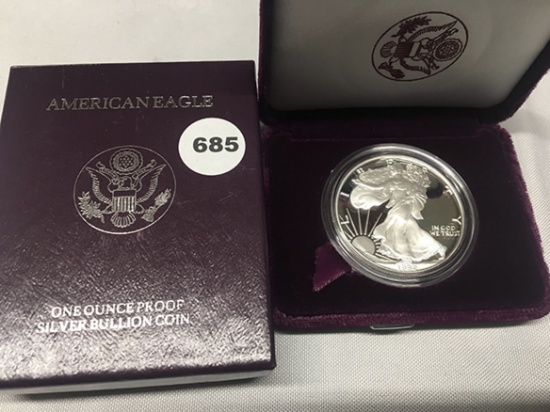 AMERICAN EAGLE
685
ONE OUNCE PROOF
SILVER BULLION COIN
LIBERTY
IN GOD
WE TRUST